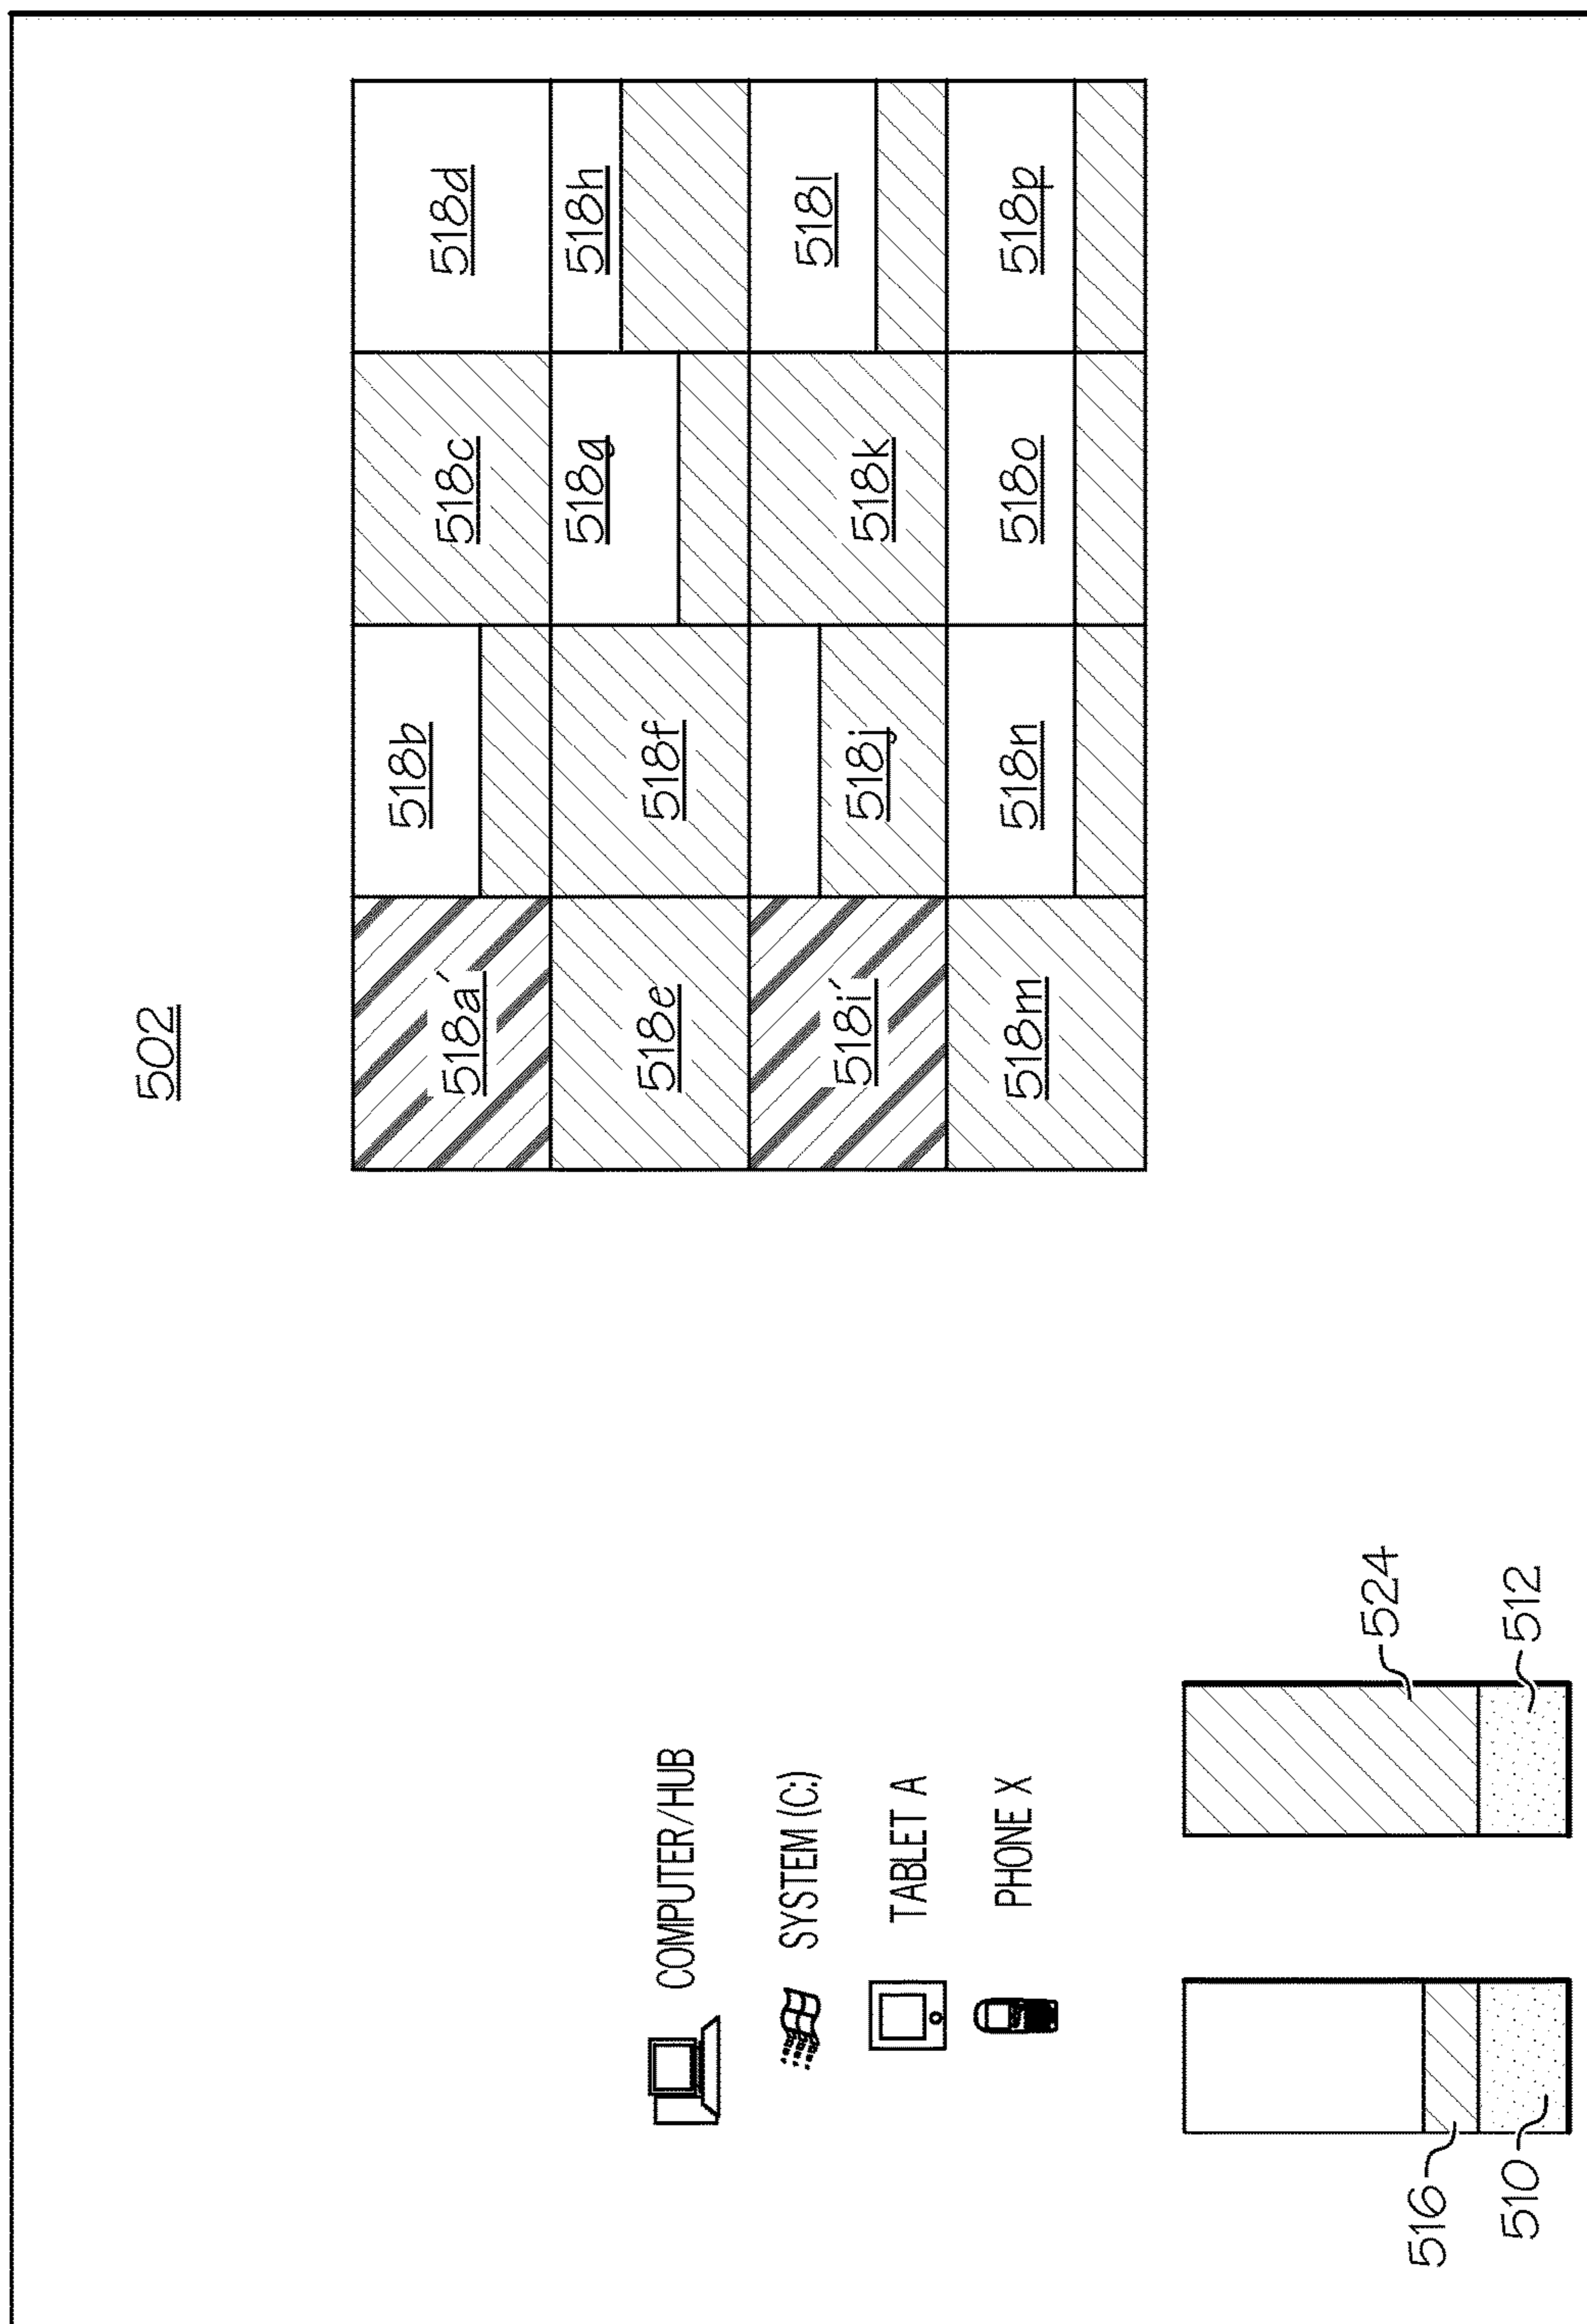 502
518a´ 518b 518c 518d
518e 518f 518g 518h
518i´ 518j 518k 518l
518m 518n 518o 518p
COMPUTER/HUB
SYSTEM (C:)
TABLET A
PHONE X
516 524
510 512